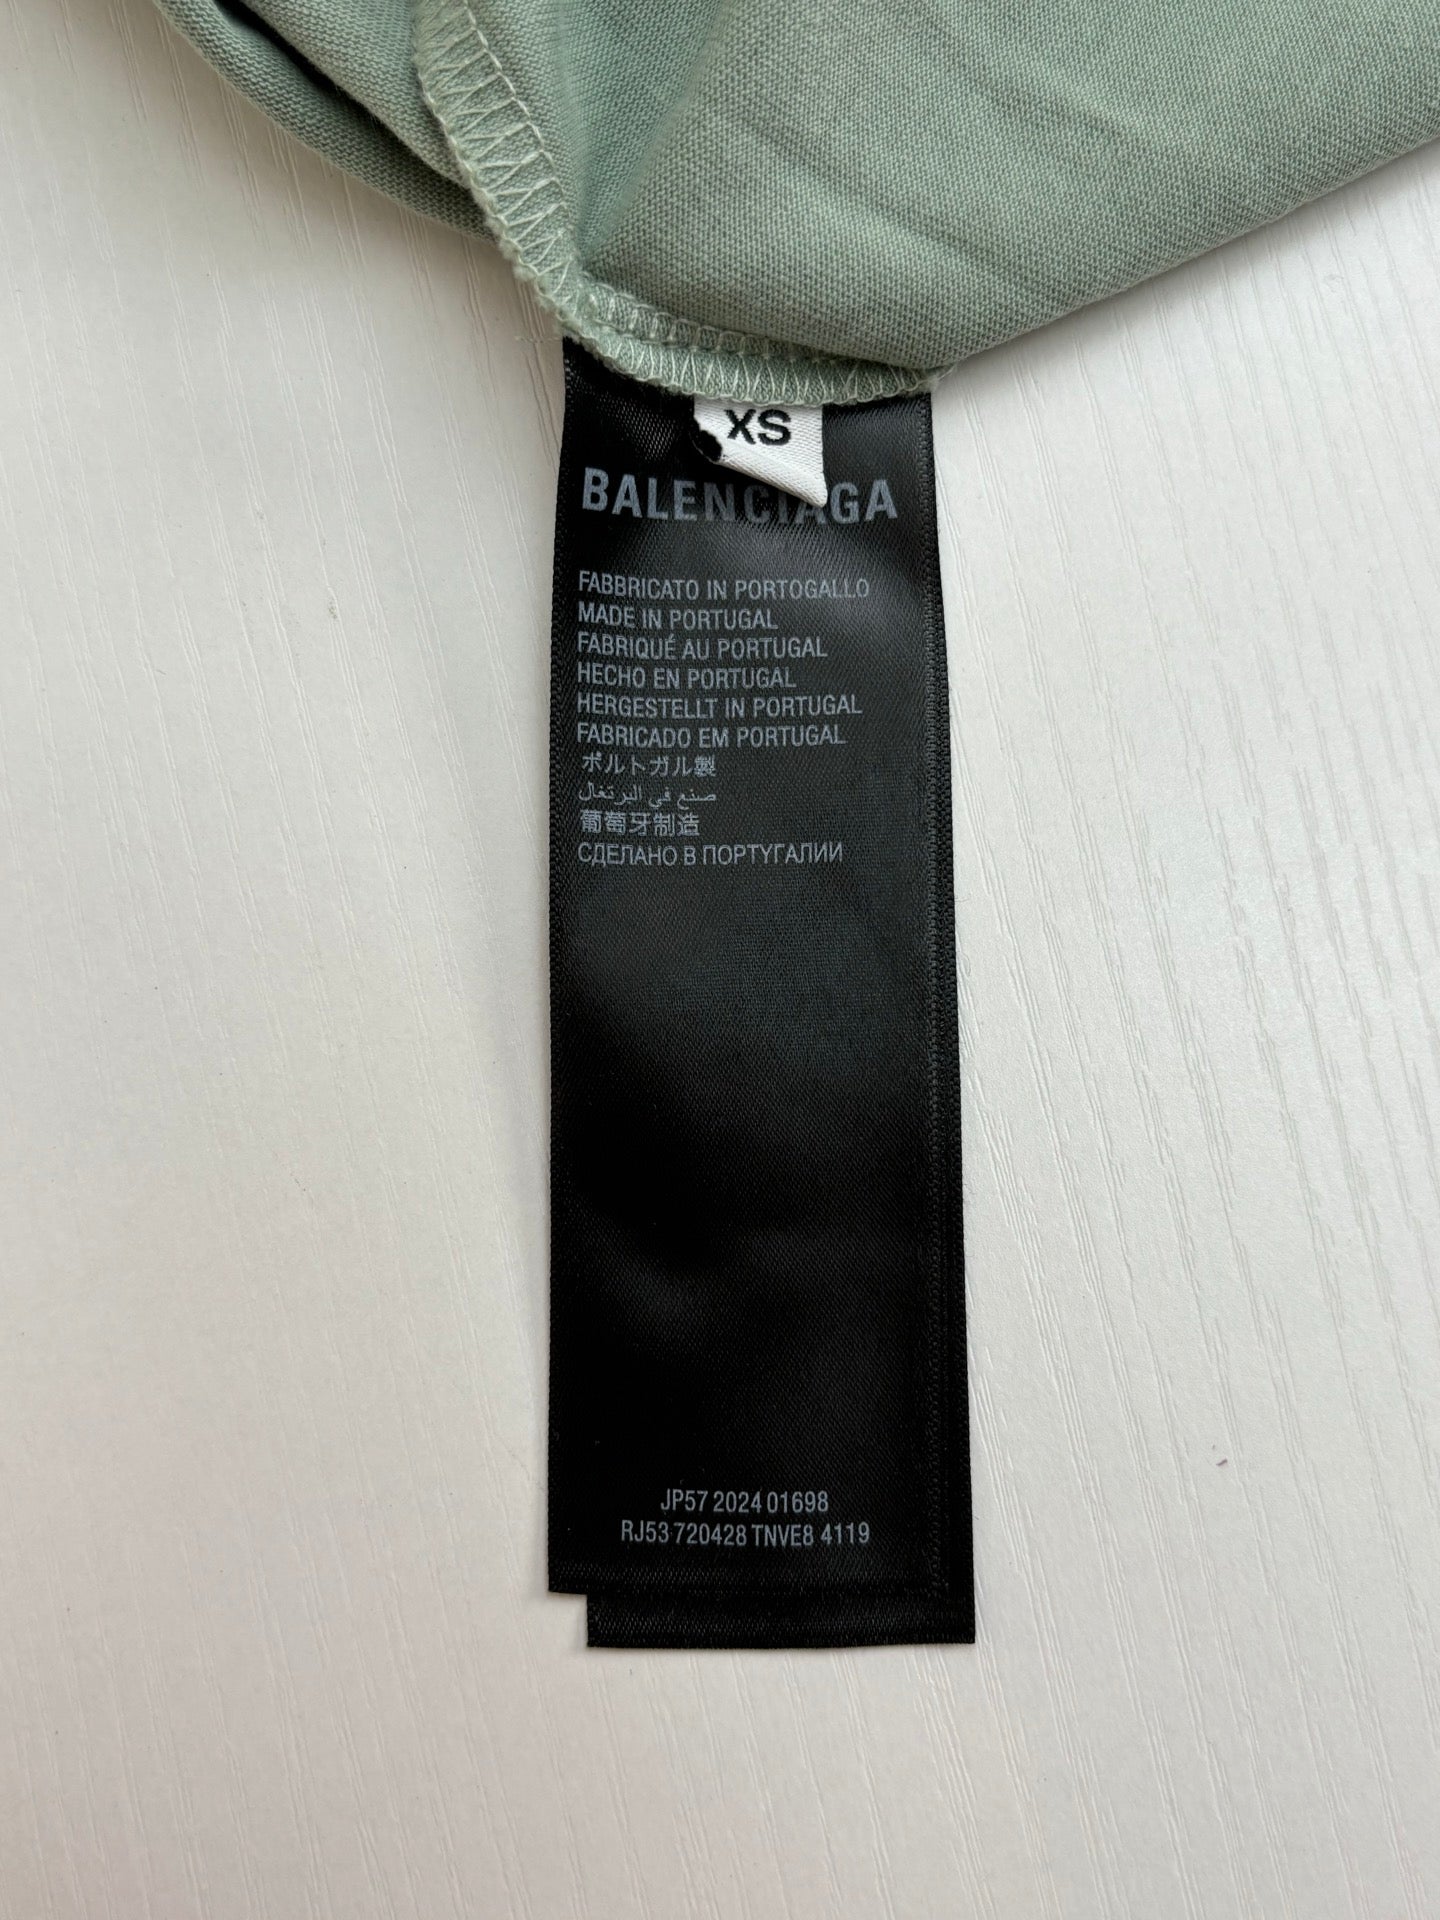 XS
BALENCIAGA
FABBRICATO IN PORTOGALLO
MADE IN PORTUGAL
FABRIQUÉ AU PORTUGAL
HECHO EN PORTUGAL
HERGESTELLT IN PORTUGAL
FABRICADO EM PORTUGAL
ポルトガル製
صنع في البرتغال
葡萄牙制造
СДЕЛАНО В ПОРТУГАЛИИ
JP57 2024 01698
RJ53 720428 TNVE8 4119